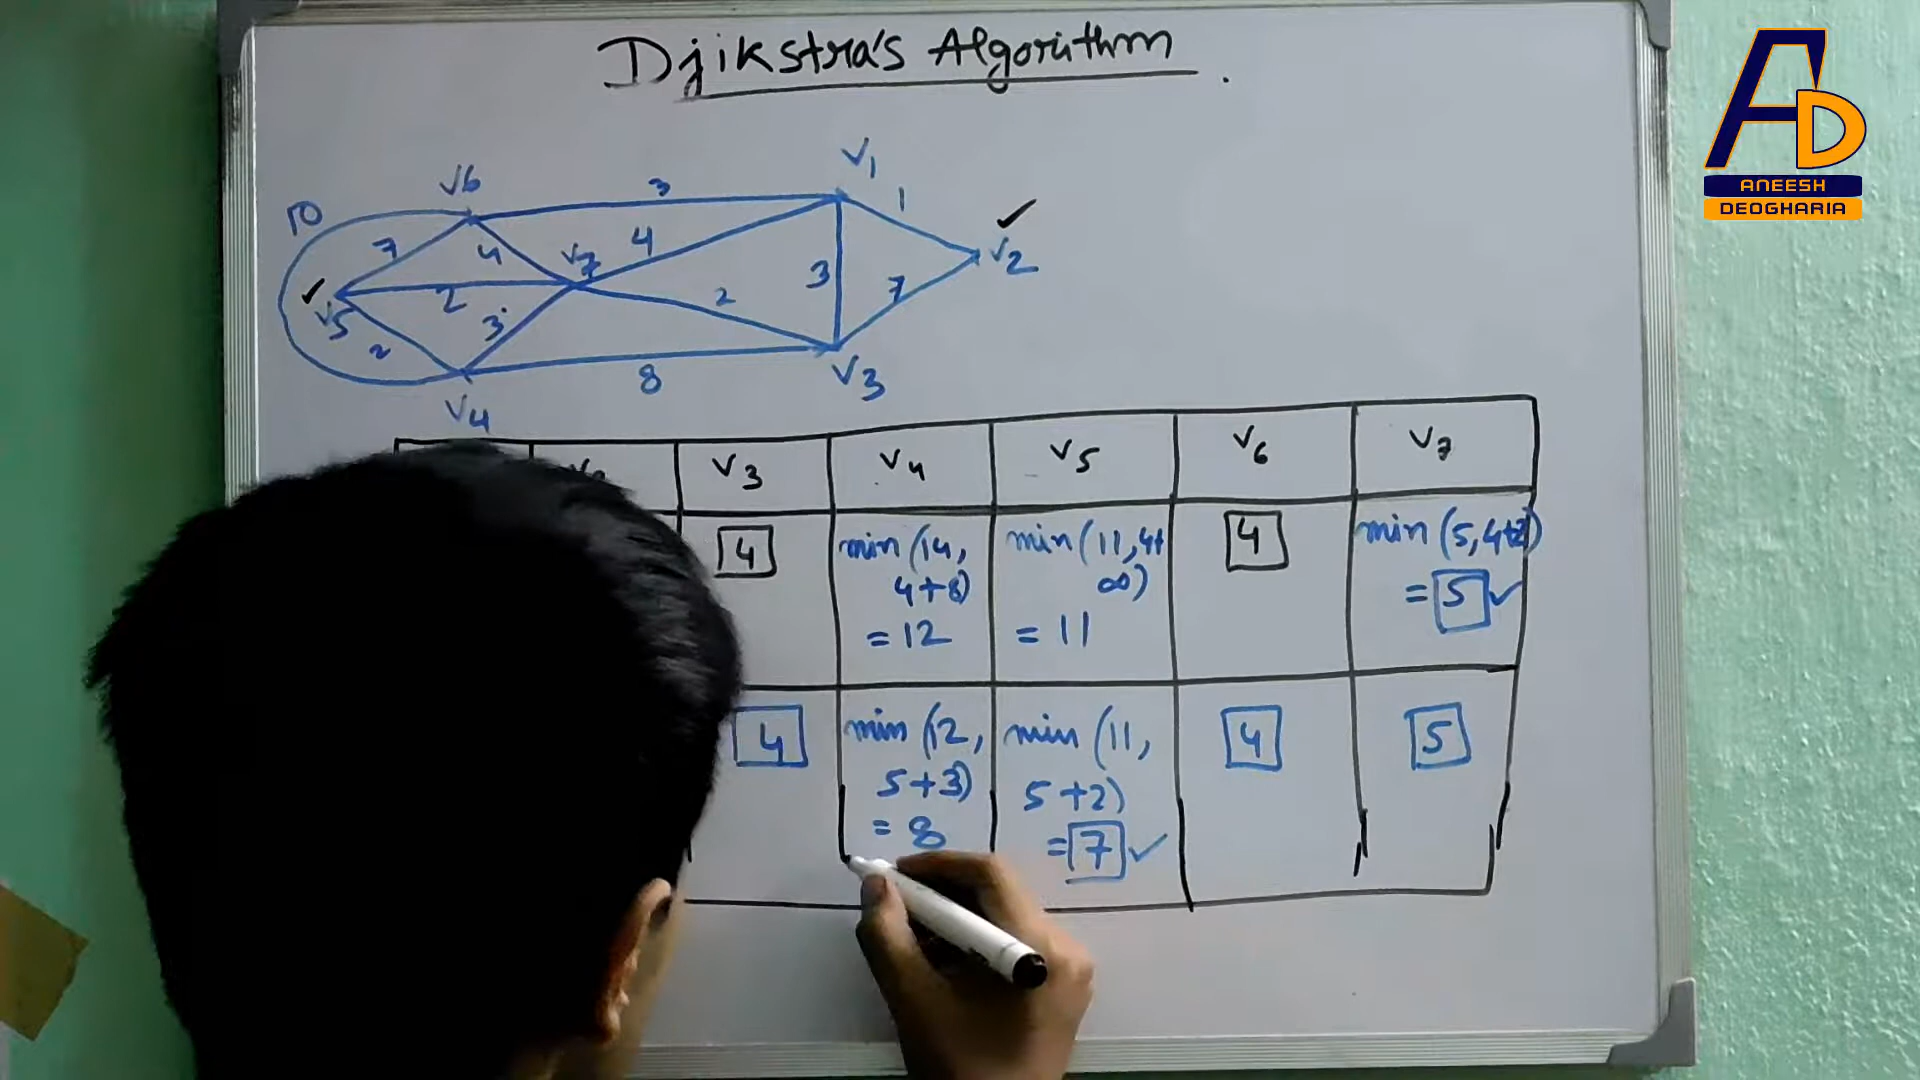 Djikstra's Algorithm .
AD
ANEESH
DEOGHARIA
V1
V6
3
1
10
✓
7
4
V7
4
V2
3
✓
2
2
7
V5
3
2
8
V3
V4
V3
V4
V5
V6
V7
4
min (14,
4+8)
= 12
min (11, 4+
∞)
= 11
4
min (5, 4+2)
= 5 ✓
4
min (12,
5+3)
= 8
min (11,
5+2)
= 7 ✓
4
5